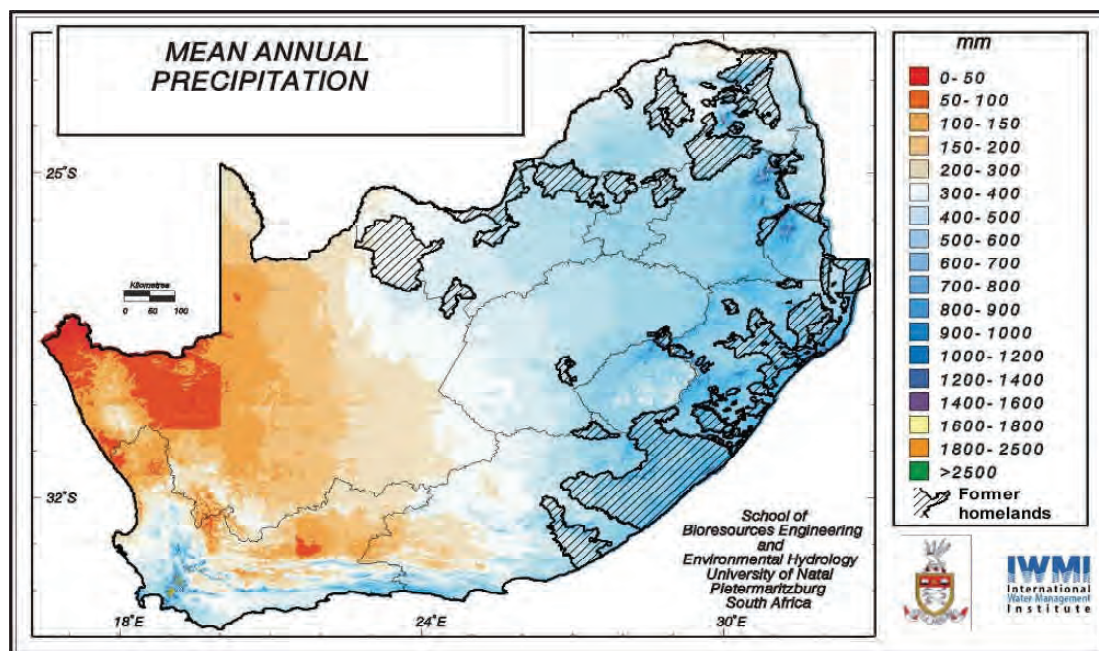 MEAN ANNUAL
PRECIPITATION
25°S
Kilometres
0 50 100
32°S
18°E
24°E
30°E
School of
Bioresources Engineering
and
Environmental Hydrology
University of Natal
Pietermaritzburg
South Africa
mm
0- 50
50- 100
100- 150
150- 200
200- 300
300- 400
400- 500
500- 600
600- 700
700- 800
800- 900
900- 1000
1000- 1200
1200- 1400
1400- 1600
1600- 1800
1800- 2500
>2500
Former
homelands
IWMI
International
Water Management
Institute